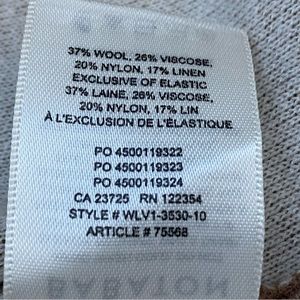 37% WOOL, 26% VISCOSE,
20% NYLON, 17% LINEN
EXCLUSIVE OF ELASTIC
37% LAINE, 26% VISCOSE,
20% NYLON, 17% LIN
À L'EXCLUSION DE L'ÉLASTIQUE
PO 4500119322
PO 4500119323
PO 4500119324
CA 23725 RN 122354
STYLE # WLV1-3530-10
ARTICLE # 75568
BABATON